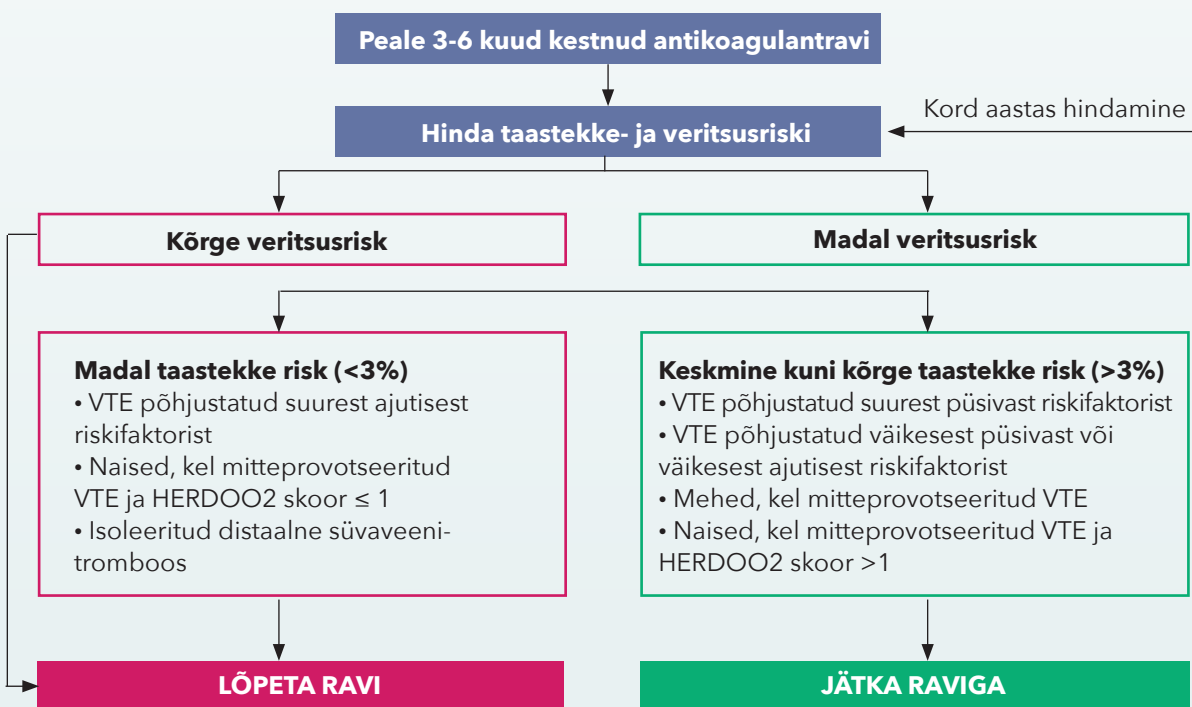 Peale 3-6 kuud kestnud antikoagulantravi
Hinda taastekke- ja veritsusriski
Kord aastas hindamine
Kõrge veritsusrisk
Madal veritsusrisk
Madal taastekke risk (<3%)
• VTE põhjustatud suurest ajutisest
riskifaktorist
• Naised, kel mitteprovotseeritud
VTE ja HERDOO2 skoor ≤ 1
• Isoleeritud distaalne süvaveeni-
tromboos
Keskmine kuni kõrge taastekke risk (>3%)
• VTE põhjustatud suurest püsivast riskifaktorist
• VTE põhjustatud väikesest püsivast või
väikesest ajutisest riskifaktorist
• Mehed, kel mitteprovotseeritud VTE
• Naised, kel mitteprovotseeritud VTE ja
HERDOO2 skoor >1
LÕPETA RAVI
JÄTKA RAVIGA